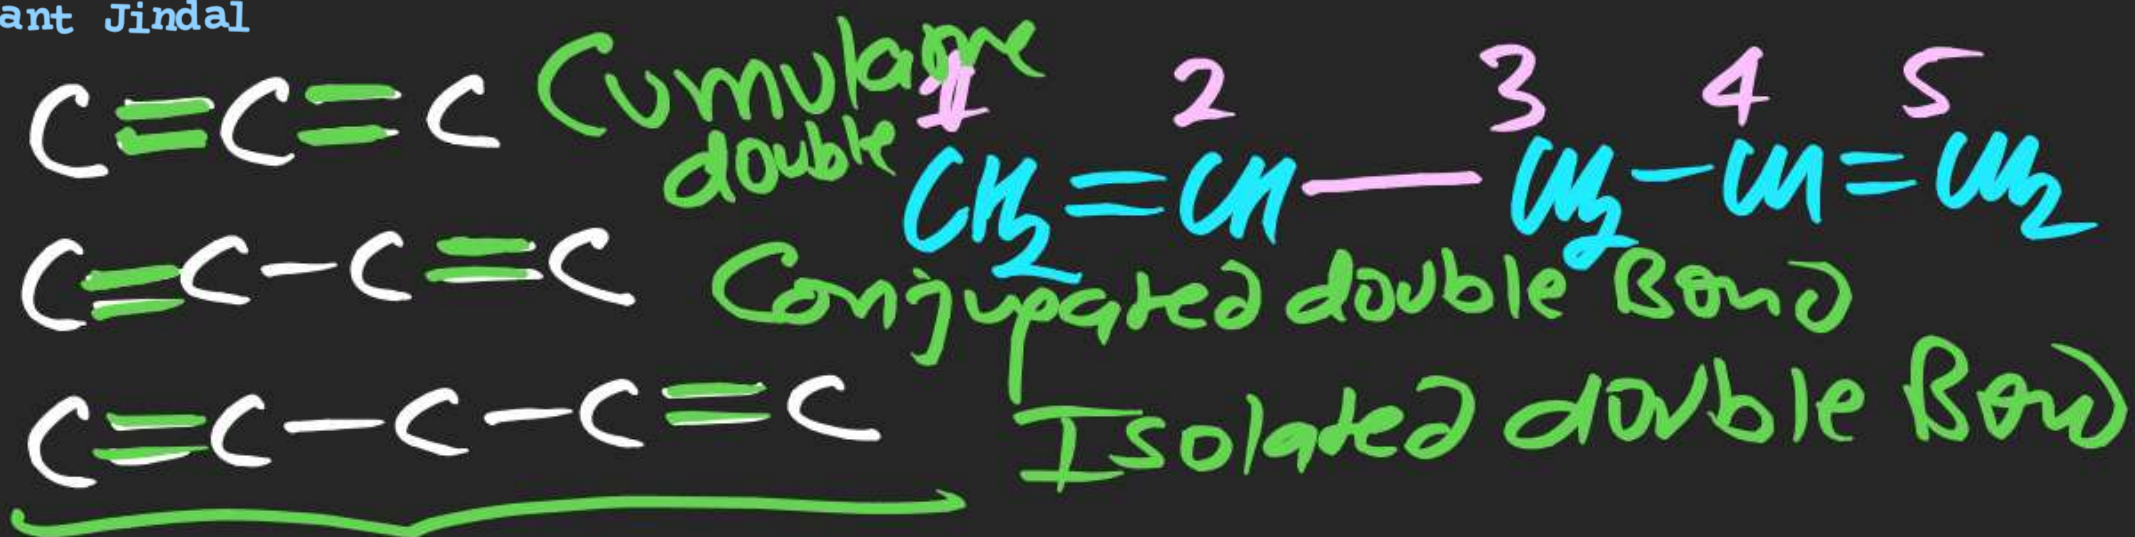 ant Jindal
C=C=C Cumulative
double
1 2 3 4 5
CH2=CH—CH2-CH=CH2
C=C-C=C Conjugated double Bond
C=C-C-C=C Isolated double Bond